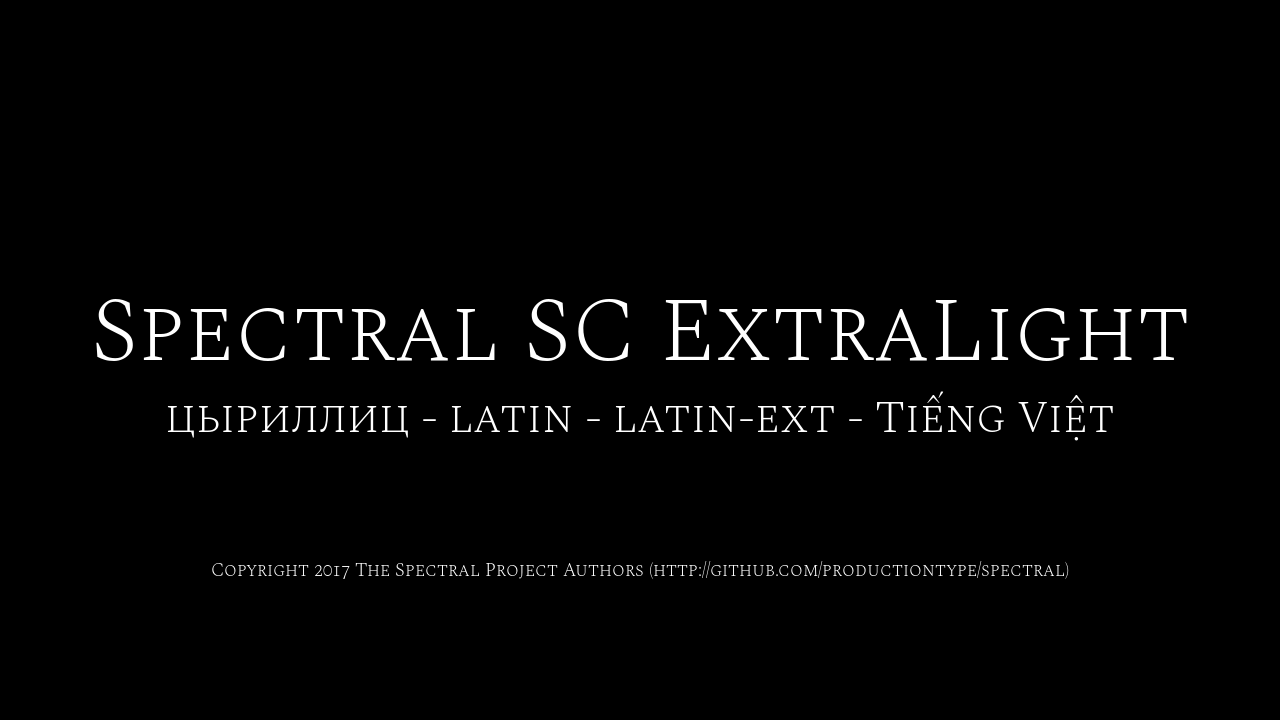 Spectral SC ExtraLight
цыриллиц - latin - latin-ext - Tiếng Việt
Copyright 2017 The Spectral Project Authors (http://github.com/productiontype/spectral)